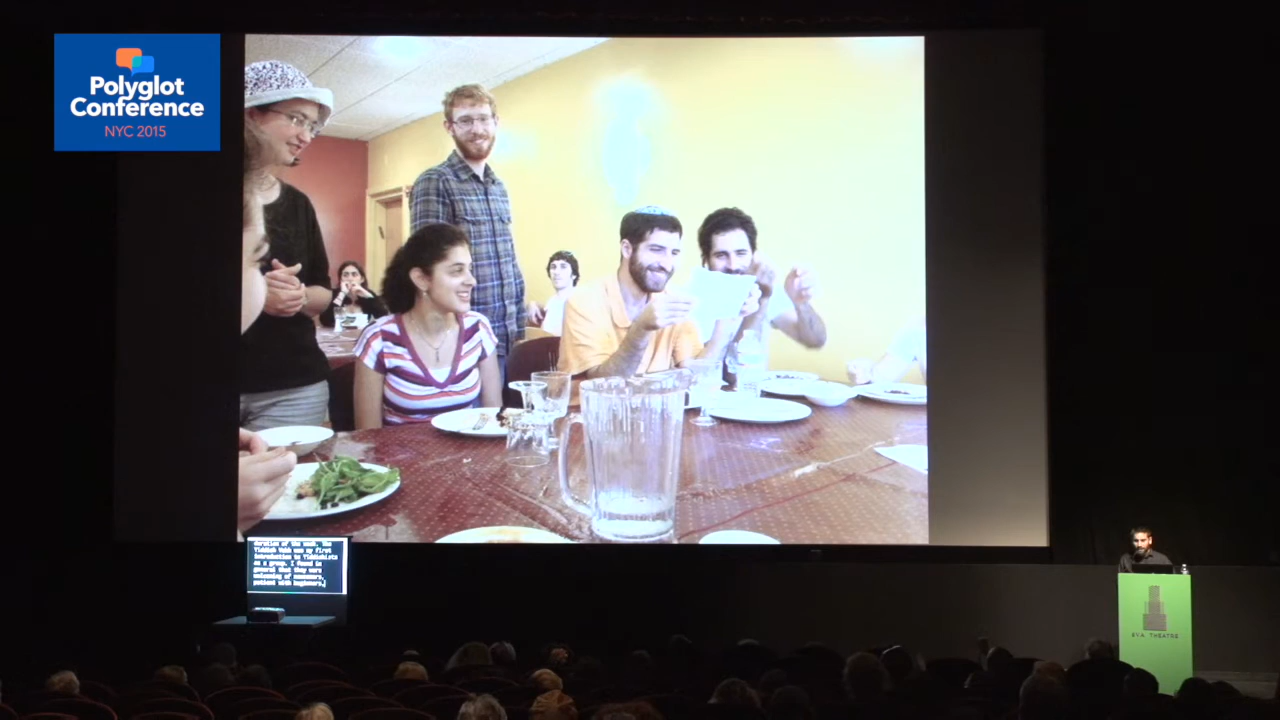 Polyglot
Conference
NYC 2015
duration of the week. The
Yiddish Vokh was my first
introduction to Yiddishists
as a group. I found in
general that they were
welcoming of newcomers,
patient with beginners,
SVA THEATRE